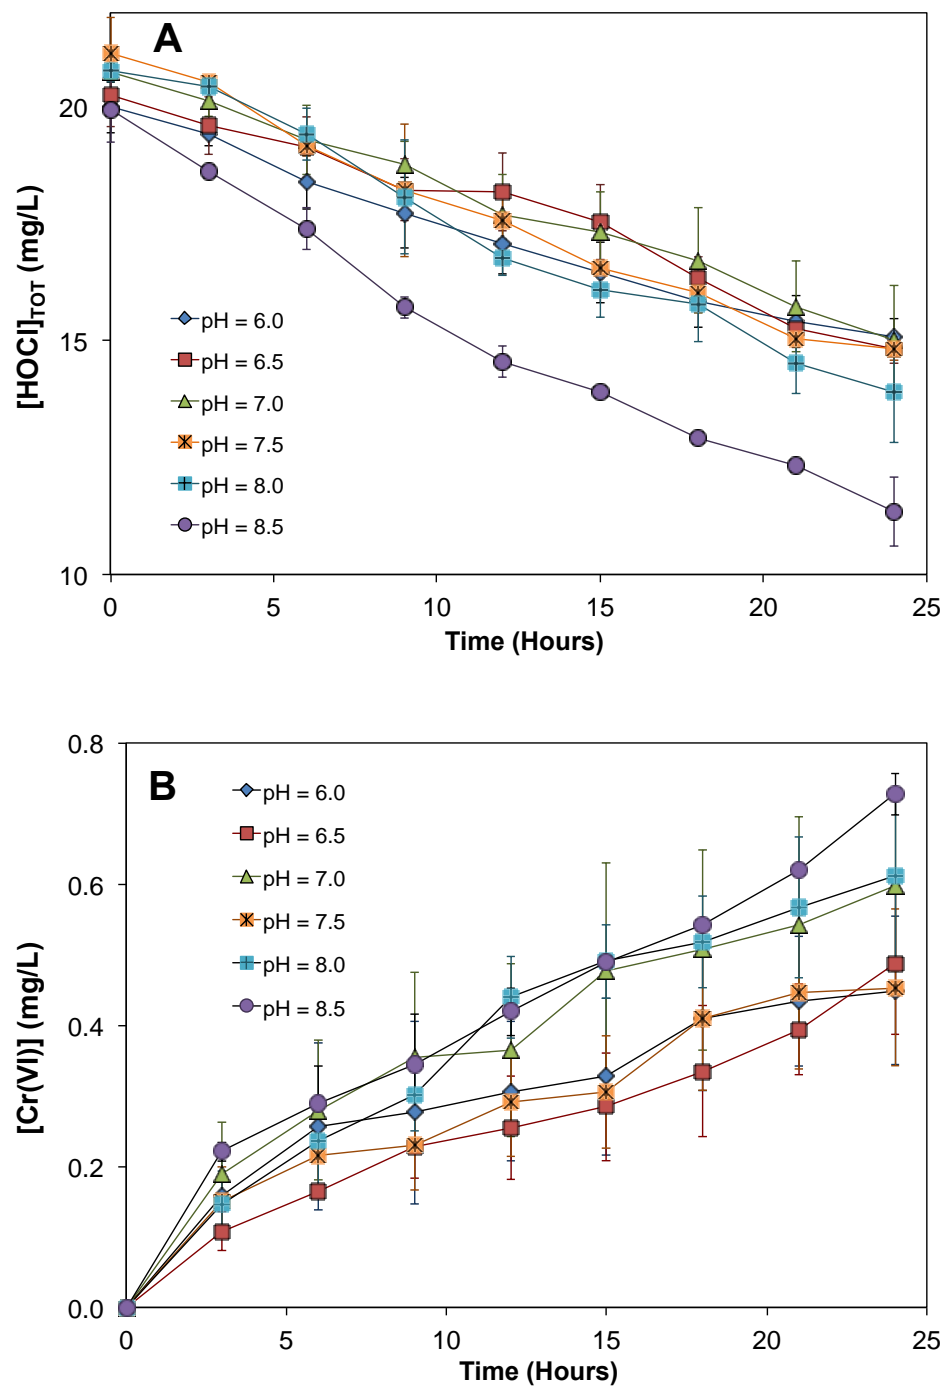 A
20
15
10
[HOCl]TOT (mg/L)
pH = 6.0
pH = 6.5
pH = 7.0
pH = 7.5
pH = 8.0
pH = 8.5
0 5 10 15 20 25
Time (Hours)
B
0.8
0.6
0.4
0.2
0.0
[Cr(VI)] (mg/L)
pH = 6.0
pH = 6.5
pH = 7.0
pH = 7.5
pH = 8.0
pH = 8.5
0 5 10 15 20 25
Time (Hours)